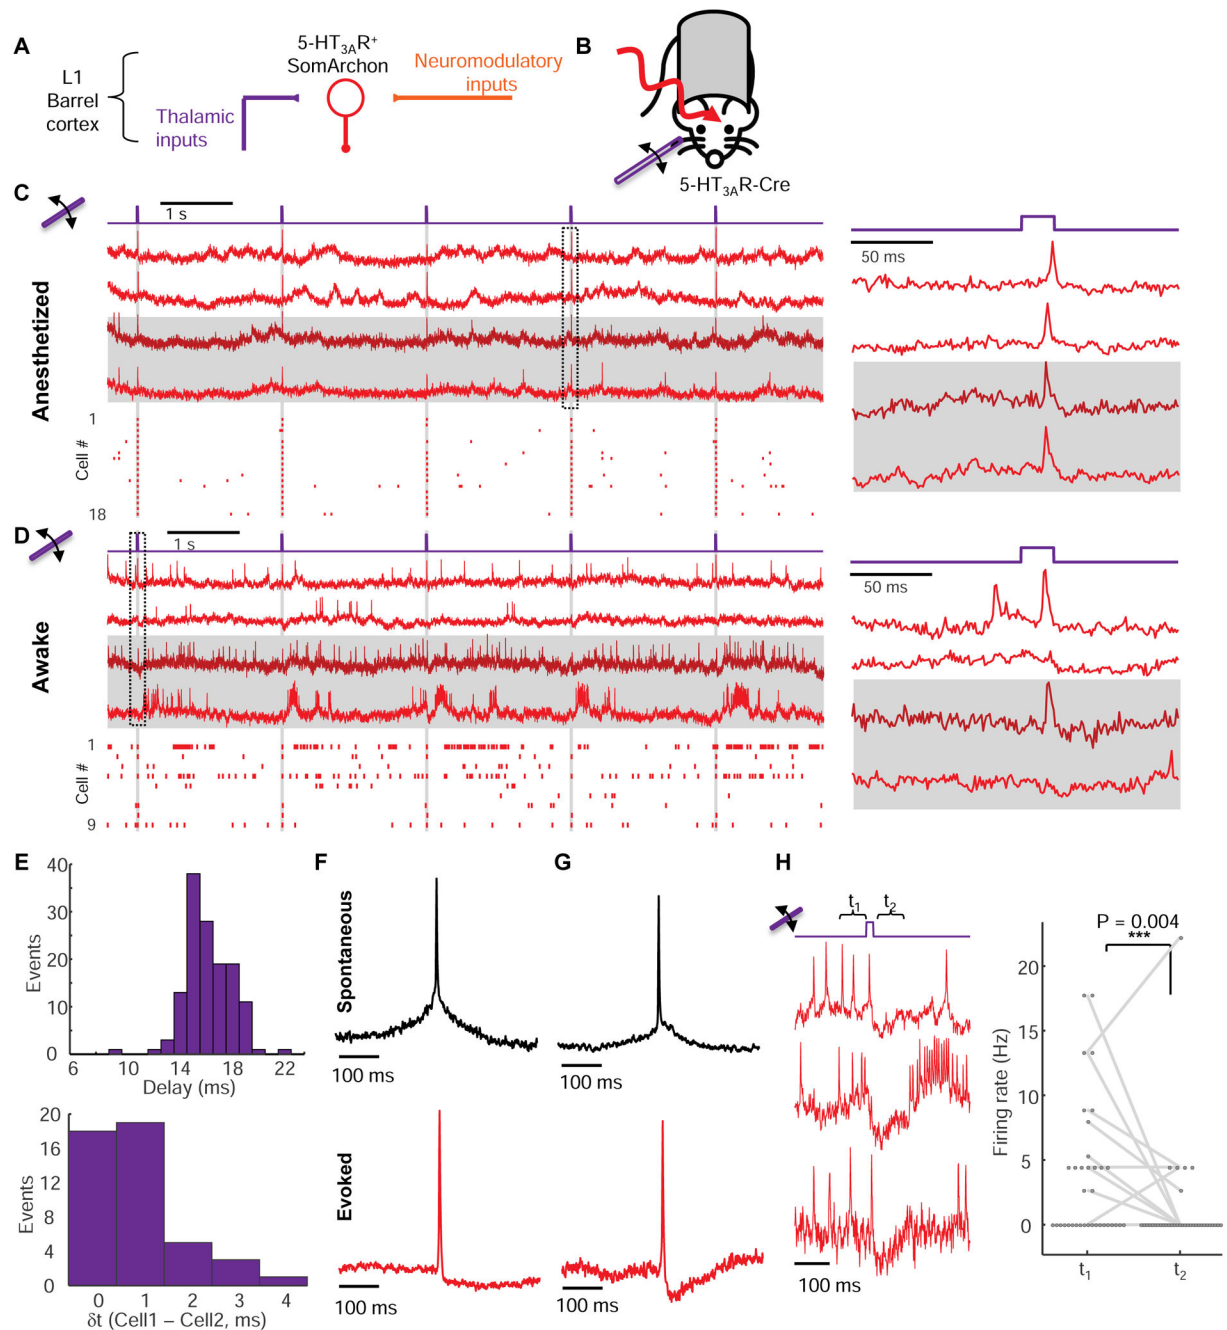 A
L1
Barrel
cortex
5-HT3AR+
SomArchon
Thalamic
inputs
Neuromodulatory
inputs
B
5-HT3AR-Cre
C
1 s
50 ms
Anesthetized
1
Cell #
18
D
1 s
50 ms
Awake
1
Cell #
9
E
40
30
20
10
0
Events
6 10 14 18 22
Delay (ms)
20
16
12
8
4
0
Events
0 1 2 3 4
δt (Cell1 – Cell2, ms)
F
Spontaneous
100 ms
Evoked
100 ms
G
100 ms
100 ms
H
t1 t2
100 ms
P = 0.004
***
20
15
10
5
0
Firing rate (Hz)
t1 t2